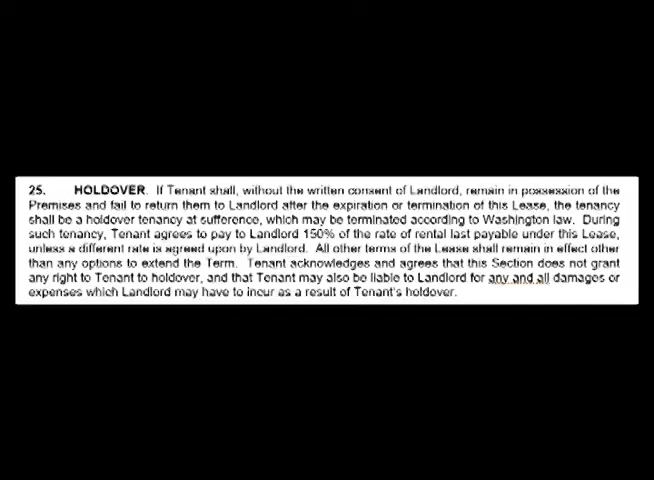 25. HOLDOVER. If Tenant shall, without the written consent of Landlord, remain in possession of the
Premises and fail to return them to Landlord after the expiration or termination of this Lease, the tenancy
shall be a holdover tenancy at sufferance, which may be terminated according to Washington law. During
such tenancy, Tenant agrees to pay to Landlord 150% of the rate of rental last payable under this Lease,
unless a different rate is agreed upon by Landlord. All other terms of the Lease shall remain in effect other
than any options to extend the Term. Tenant acknowledges and agrees that this Section does not grant
any right to Tenant to holdover, and that Tenant may also be liable to Landlord for any and all damages or
expenses which Landlord may have to incur as a result of Tenant's holdover.